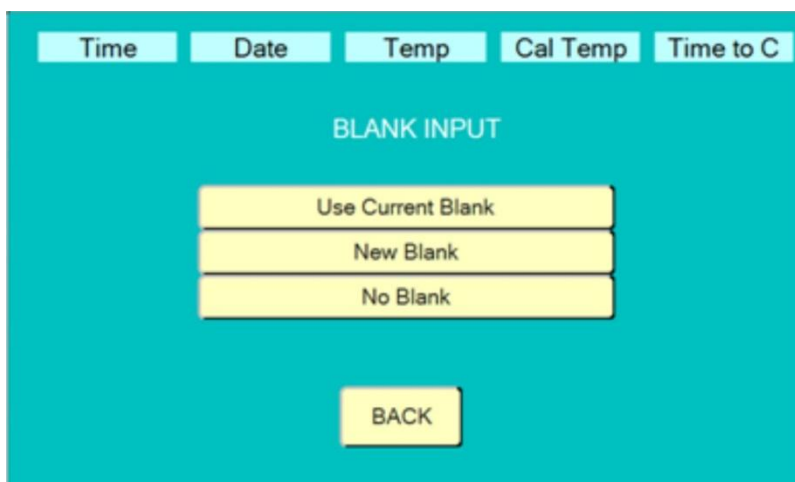 Time Date Temp Cal Temp Time to C
BLANK INPUT
Use Current Blank
New Blank
No Blank
BACK